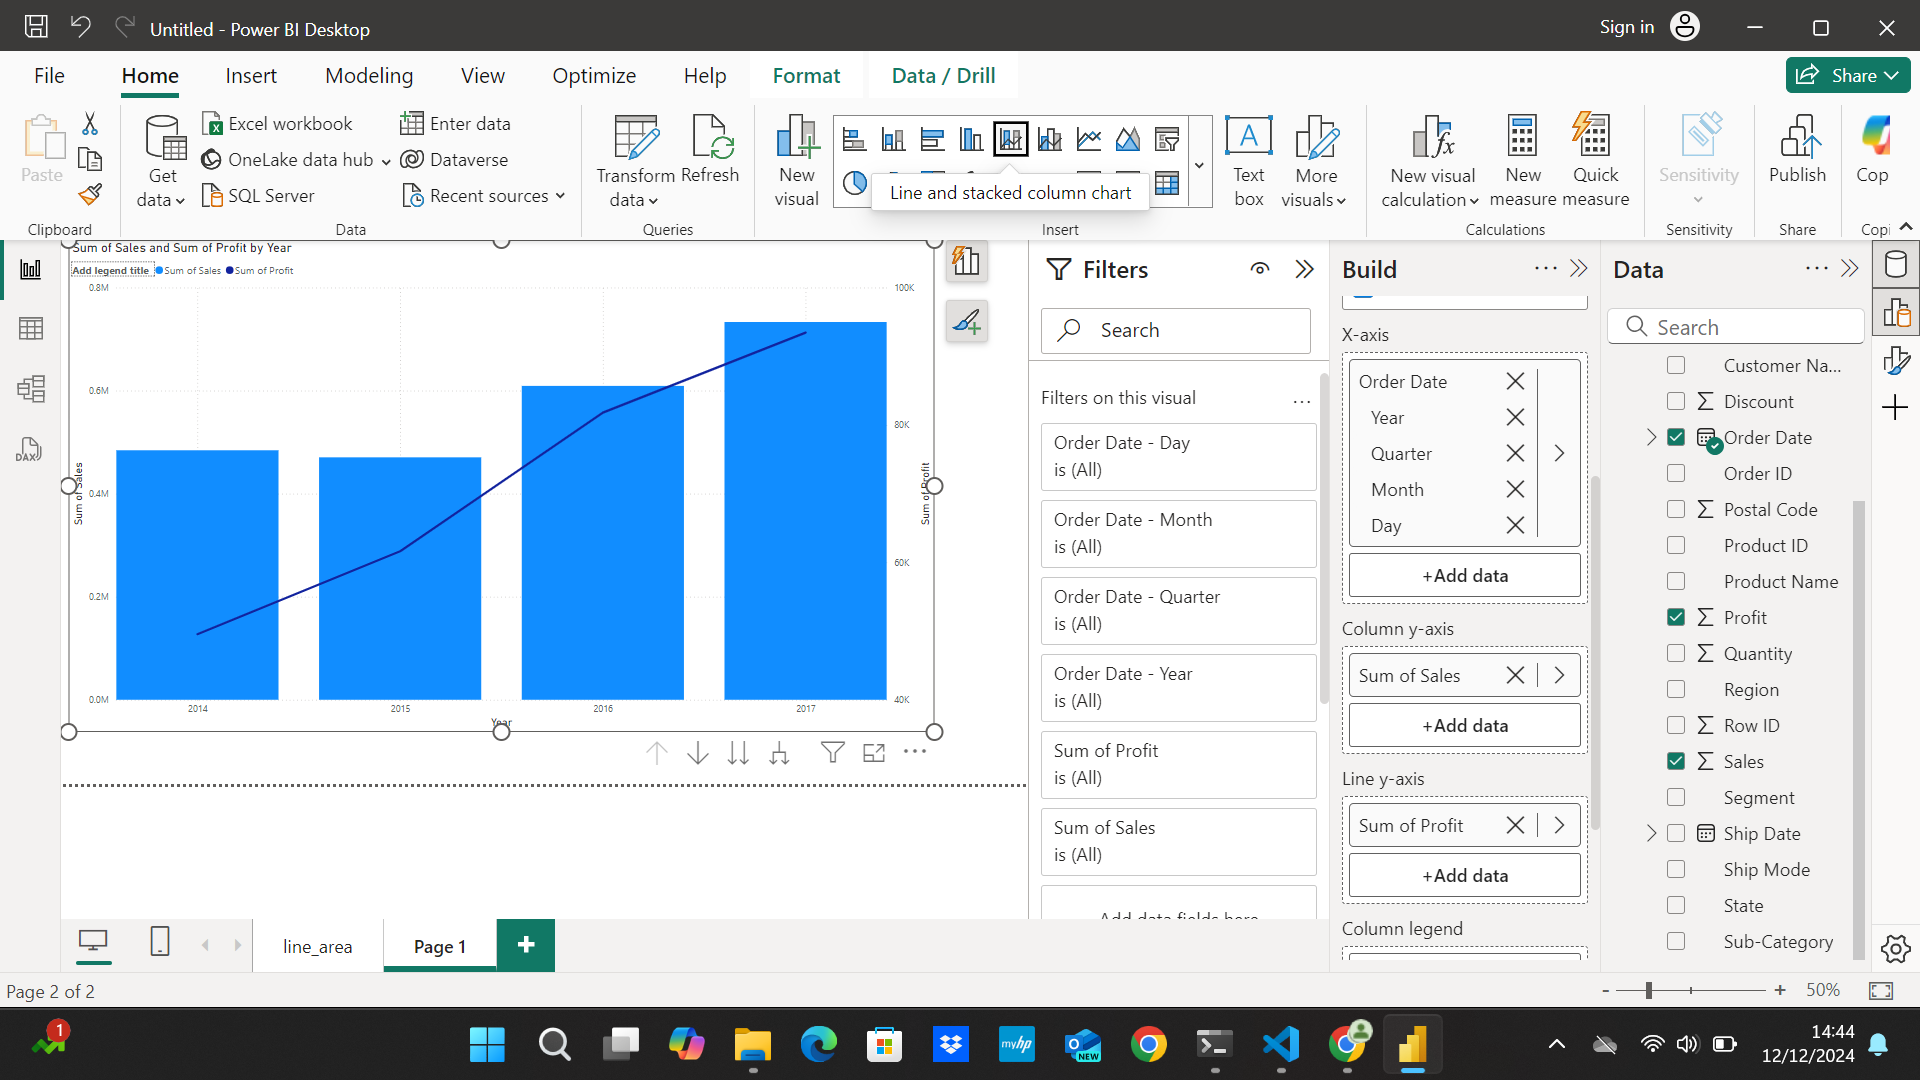 Untitled - Power BI Desktop
Sign in
File
Home
Insert
Modeling
View
Optimize
Help
Format
Data / Drill
Share
Paste
Clipboard
Get data
Excel workbook
OneLake data hub
SQL Server
Enter data
Dataverse
Recent sources
Data
Transform data
Refresh
Queries
New visual
Line and stacked column chart
Text box
More visuals
Insert
New visual calculation
New measure
Quick measure
Calculations
Sensitivity
Sensitivity
Publish
Share
Cop
Copi
Sum of Sales and Sum of Profit by Year
Add legend title
Sum of Sales
Sum of Profit
0.8M
0.6M
0.4M
0.2M
0.0M
Sum of Sales
100K
80K
60K
40K
Sum of Profit
2014
2015
2016
2017
Year
Filters
Search
Filters on this visual
Order Date - Day
is (All)
Order Date - Month
is (All)
Order Date - Quarter
is (All)
Order Date - Year
is (All)
Sum of Profit
is (All)
Sum of Sales
is (All)
Add data fields here
Build
X-axis
Order Date
Year
Quarter
Month
Day
+Add data
Column y-axis
Sum of Sales
+Add data
Line y-axis
Sum of Profit
+Add data
Column legend
Data
Search
Customer Na...
Discount
Order Date
Order ID
Postal Code
Product ID
Product Name
Profit
Quantity
Region
Row ID
Sales
Segment
Ship Date
Ship Mode
State
Sub-Category
DAX
line_area
Page 1
Page 2 of 2
- + 50%
1
myhp
NEW
14:44
12/12/2024